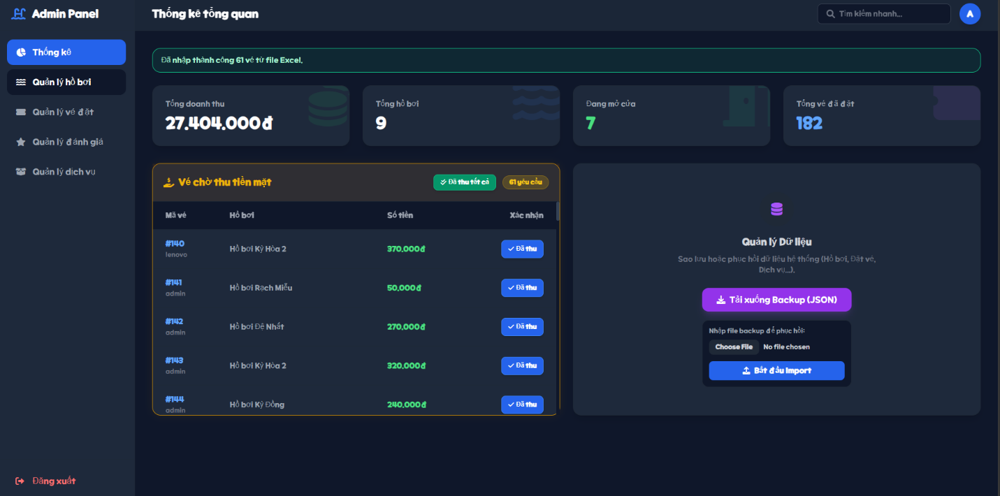 Admin Panel
Thống kê tổng quan
Tìm kiếm nhanh...
A
Thống kê
Quản lý hồ bơi
Quản lý vé đặt
Quản lý đánh giá
Quản lý dịch vụ
Đăng xuất
Đã nhập thành công 61 vé từ file Excel.
Tổng doanh thu
27.404.000đ
Tổng hồ bơi
9
Đang mở cửa
7
Tổng vé đã đặt
182
Vé chờ thu tiền mặt
Đã thu tất cả
61 yêu cầu
Mã vé Hồ bơi Số tiền Xác nhận
#140 Hồ bơi Kỳ Hòa 2 370.000đ Đã thu
lenovo
#141 Hồ bơi Rạch Miễu 50.000đ Đã thu
admin
#142 Hồ bơi Đệ Nhất 270.000đ Đã thu
admin
#143 Hồ bơi Kỳ Hòa 2 320.000đ Đã thu
admin
#144 Hồ bơi Kỳ Đồng 240.000đ Đã thu
admin
Quản lý Dữ liệu
Sao lưu hoặc phục hồi dữ liệu hệ thống (Hồ bơi, Đặt vé,
Dịch vụ...).
Tải xuống Backup (JSON)
Nhập file backup để phục hồi:
Choose File No file chosen
Bắt đầu Import